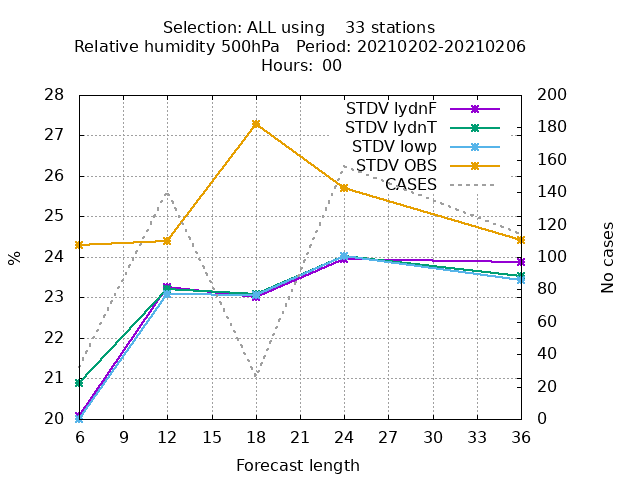 Selection: ALL using    33 stations
Relative humidity 500hPa   Period: 20210202-20210206
Hours: 00
28 200
STDV lydnF
180
27 STDV lydnT
STDV lowp
160
26 STDV OBS
CASES 140
25 120
24 100
% No cases
23 80
22 60
40
21
20
20 0
6 9 12 15 18 21 24 27 30 33 36
Forecast length